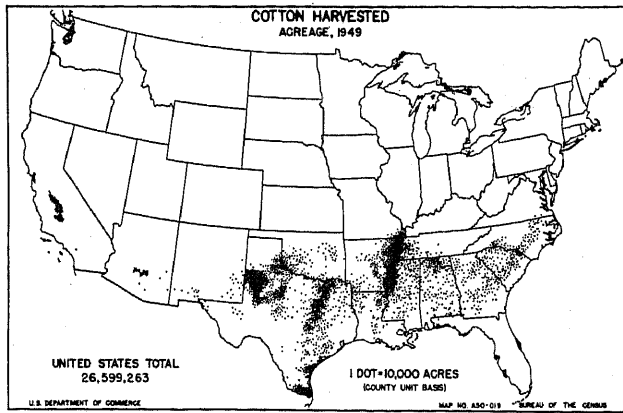 COTTON HARVESTED
ACREAGE, 1949
UNITED STATES TOTAL
26,599,263
1 DOT=10,000 ACRES
(COUNTY UNIT BASIS)
U.S. DEPARTMENT OF COMMERCE
MAP NO. A50-019 BUREAU OF THE CENSUS